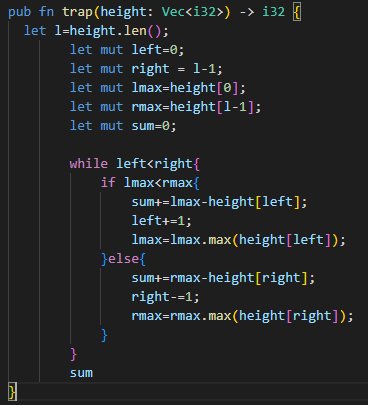 pub fn trap(height: Vec<i32>) -> i32 {
  let l=height.len();
        let mut left=0;
        let mut right = l-1;
        let mut lmax=height[0];
        let mut rmax=height[l-1];
        let mut sum=0;

        while left<right{
            if lmax<rmax{
                sum+=lmax-height[left];
                left+=1;
                lmax=lmax.max(height[left]);
            }else{
                sum+=rmax-height[right];
                right-=1;
                rmax=rmax.max(height[right]);
            }
        }
        sum
}